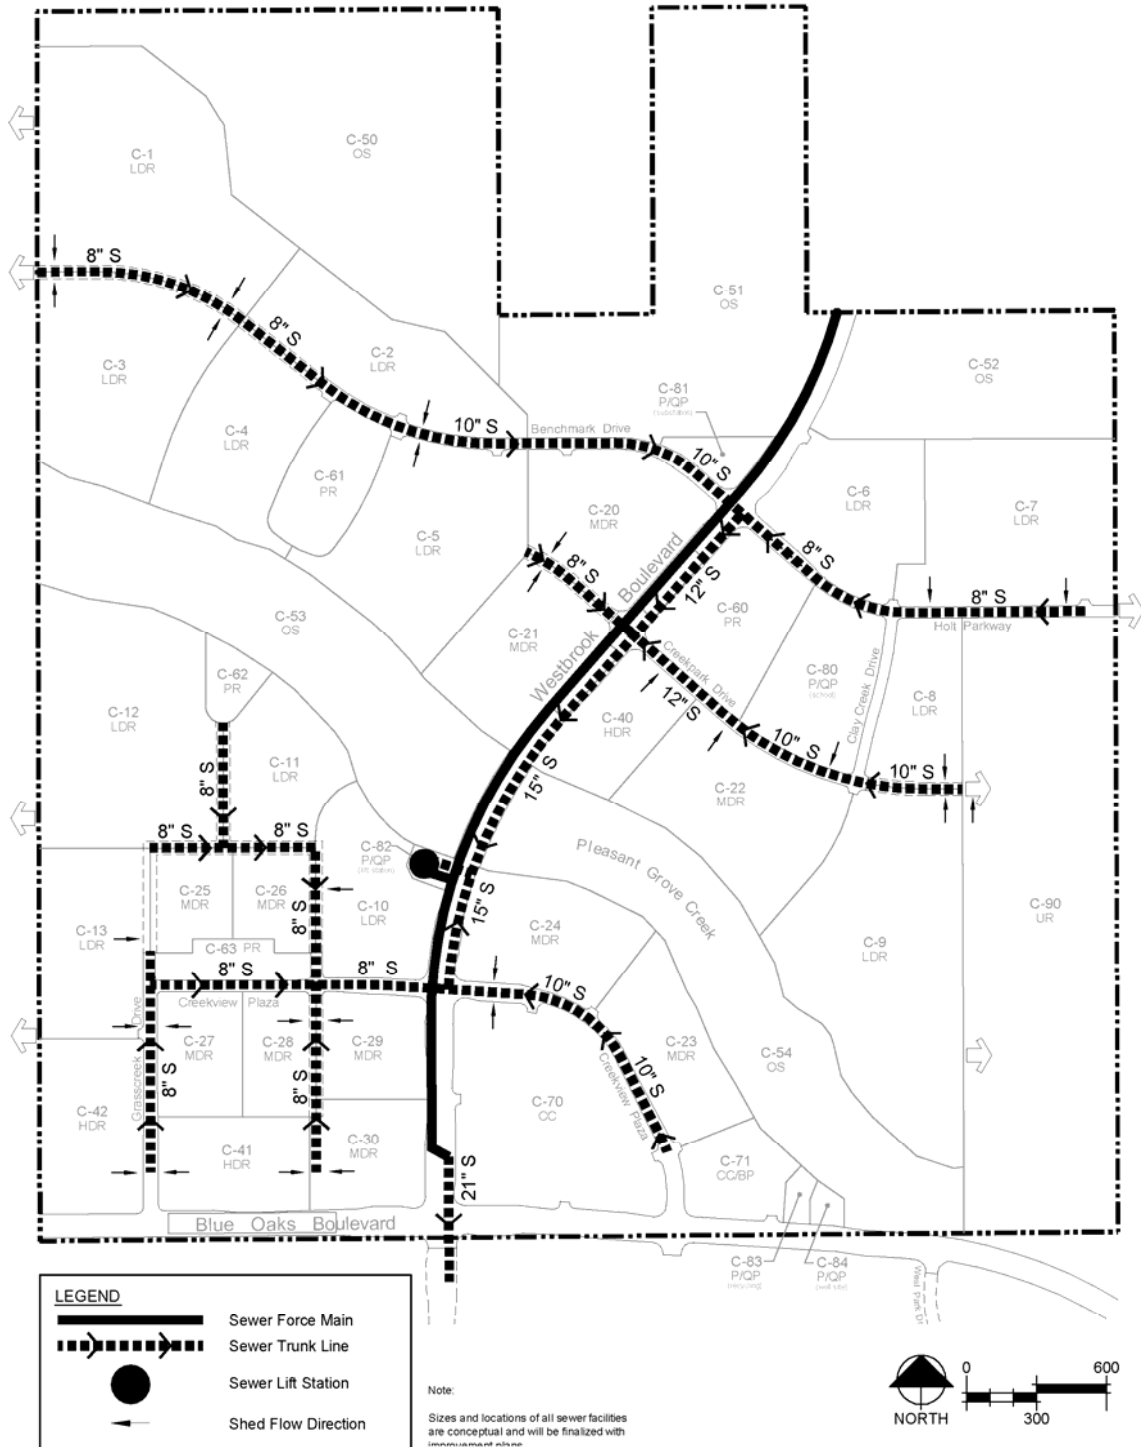 C-50
OS
C-1
LDR
8" S
C-51
OS
8" S
C-2
LDR
C-3
LDR
C-52
OS
C-81
P/QP
(substation)
10" S
Benchmark Drive
C-4
LDR
10" S
C-61
PR
C-6
LDR
C-7
LDR
C-20
MDR
C-5
LDR
8" S
8" S
12" S
8" S
Westbrook Boulevard
C-60
PR
Holt Parkway
C-53
OS
C-21
MDR
Creekpark Drive
C-80
P/QP
(school)
Clay Creek Drive
C-62
PR
12" S
C-8
LDR
C-12
LDR
C-40
HDR
10" S
C-11
LDR
8" S
15" S
C-22
MDR
10" S
8" S
8" S
C-82
P/QP
(lift station)
Pleasant Grove Creek
C-25
MDR
C-26
MDR
C-10
LDR
15" S
C-90
UR
8" S
C-24
MDR
C-13
LDR
C-63 PR
C-9
LDR
8" S
8" S
10" S
Creekview Plaza
Grasscreek Drive
C-27
MDR
C-28
MDR
C-29
MDR
C-23
MDR
C-54
OS
8" S
8" S
10" S
Creekview Plaza
C-42
HDR
C-70
CC
C-41
HDR
C-30
MDR
C-71
CC/BP
21" S
Blue Oaks Boulevard
C-83
P/QP
(recycling)
C-84
P/QP
(well site)
West Park Dr
LEGEND
Sewer Force Main
Sewer Trunk Line
Sewer Lift Station
Shed Flow Direction
Note:
Sizes and locations of all sewer facilities
are conceptual and will be finalized with
improvement plans
NORTH
0
600
300